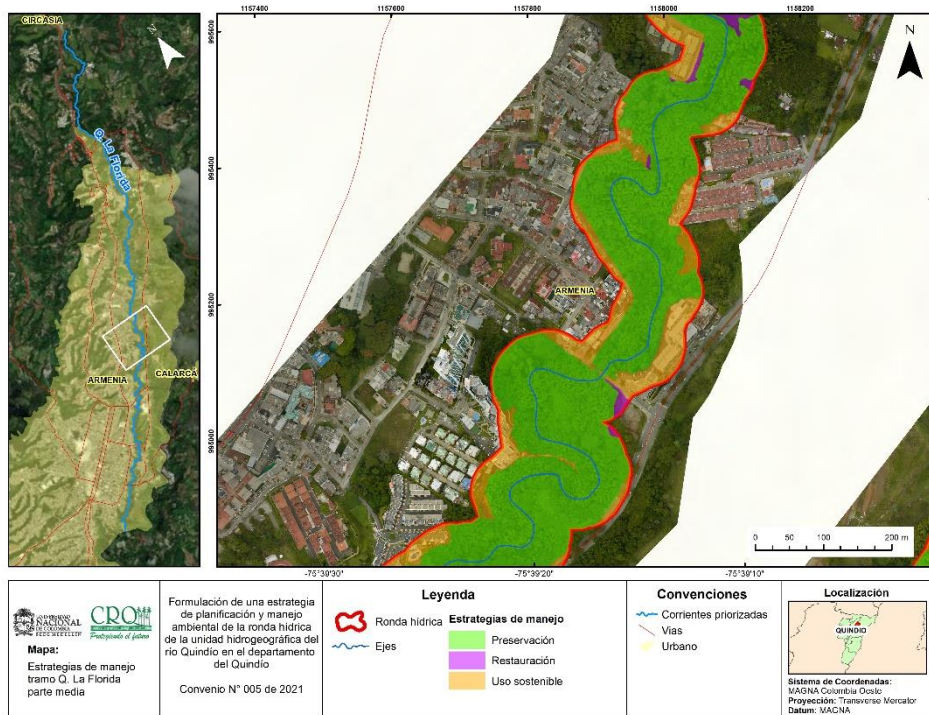 1157400 1157600 1157800 1158000 1158200
CIRCASIA
N
Q. La Florida
ARMENIA
CALARCA
995600
995400
995200
995000
N
ARMENIA
0 50 100 200 m
-75°39'30" -75°39'20" -75°39'10"
UNIVERSIDAD
NACIONAL
DE COLOMBIA
SEDE MEDELLÍN
CRQ
Protegiendo el futuro
Mapa:
Estrategias de manejo
tramo Q. La Florida
parte media
Formulación de una estrategia
de planificación y manejo
ambiental de la ronda hídrica
de la unidad hidrogeográfica del
río Quindío en el departamento
del Quindío
Convenio N° 005 de 2021
Leyenda
Ronda hídrica
Ejes
Estrategias de manejo
Preservación
Restauración
Uso sostenible
Convenciones
Corrientes priorizadas
Vias
Urbano
Localización
QUINDIO
Sistema de Coordenadas:
MAGNA Colombia Oeste
Proyección: Transverse Mercator
Datum: MAGNA